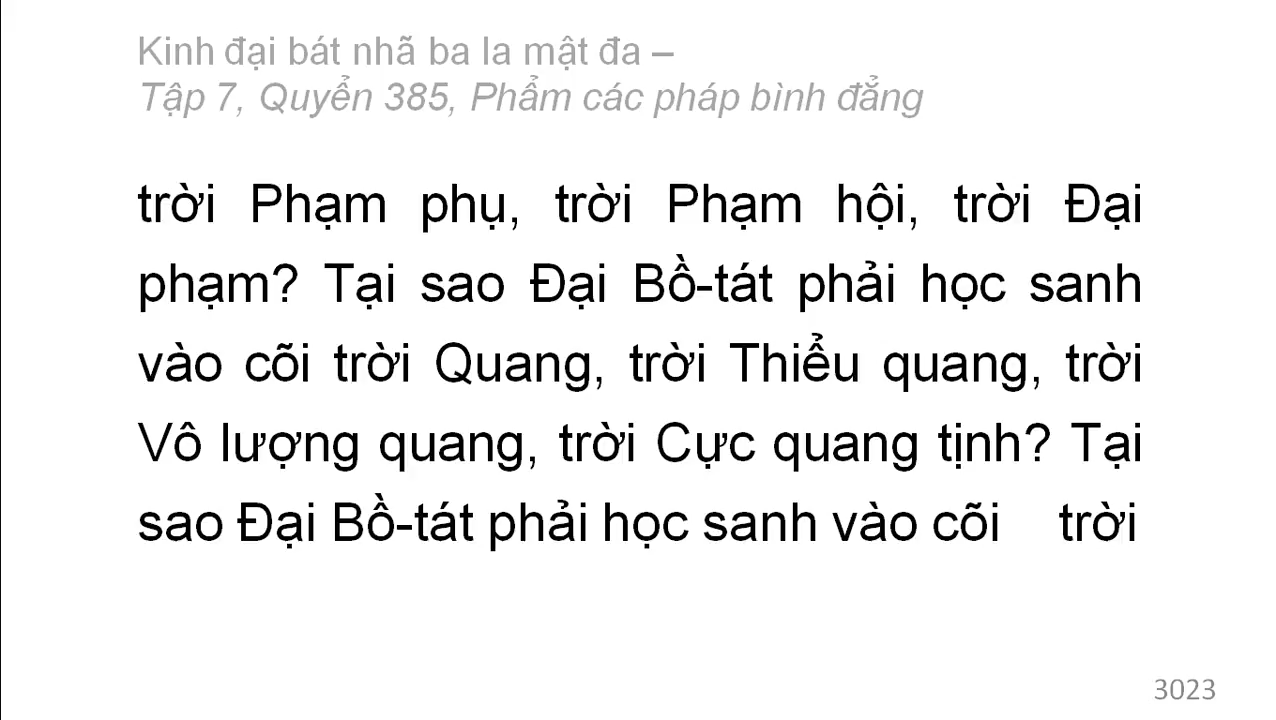 Kinh đại bát nhã ba la mật đa –
Tập 7, Quyển 385, Phẩm các pháp bình đẳng
trời Phạm phụ, trời Phạm hội, trời Đại
phạm? Tại sao Đại Bồ-tát phải học sanh
vào cõi trời Quang, trời Thiểu quang, trời
Vô lượng quang, trời Cực quang tịnh? Tại
sao Đại Bồ-tát phải học sanh vào cõi trời
3023